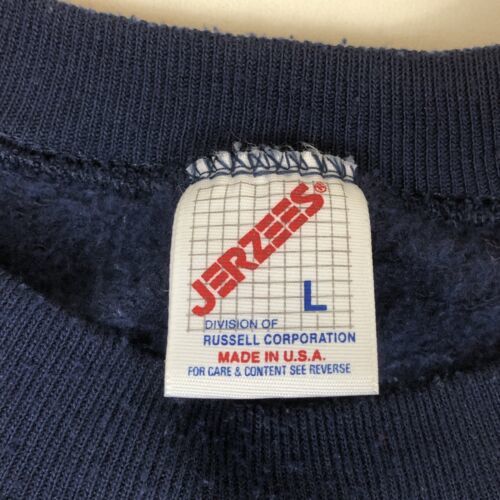 JERZEES®
L
DIVISION OF
RUSSELL CORPORATION
MADE IN U.S.A.
FOR CARE & CONTENT SEE REVERSE